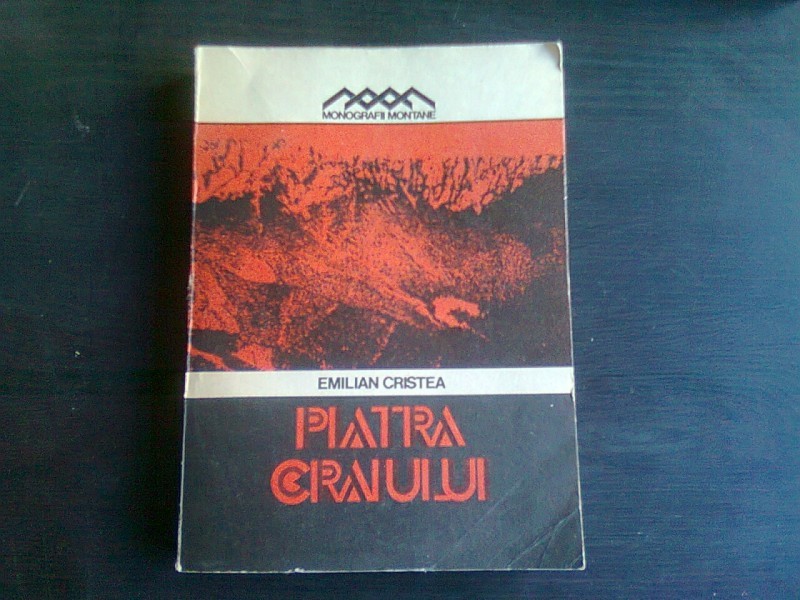 MONOGRAFII MONTANE
EMILIAN CRISTEA
PIATRA
CRAIULUI